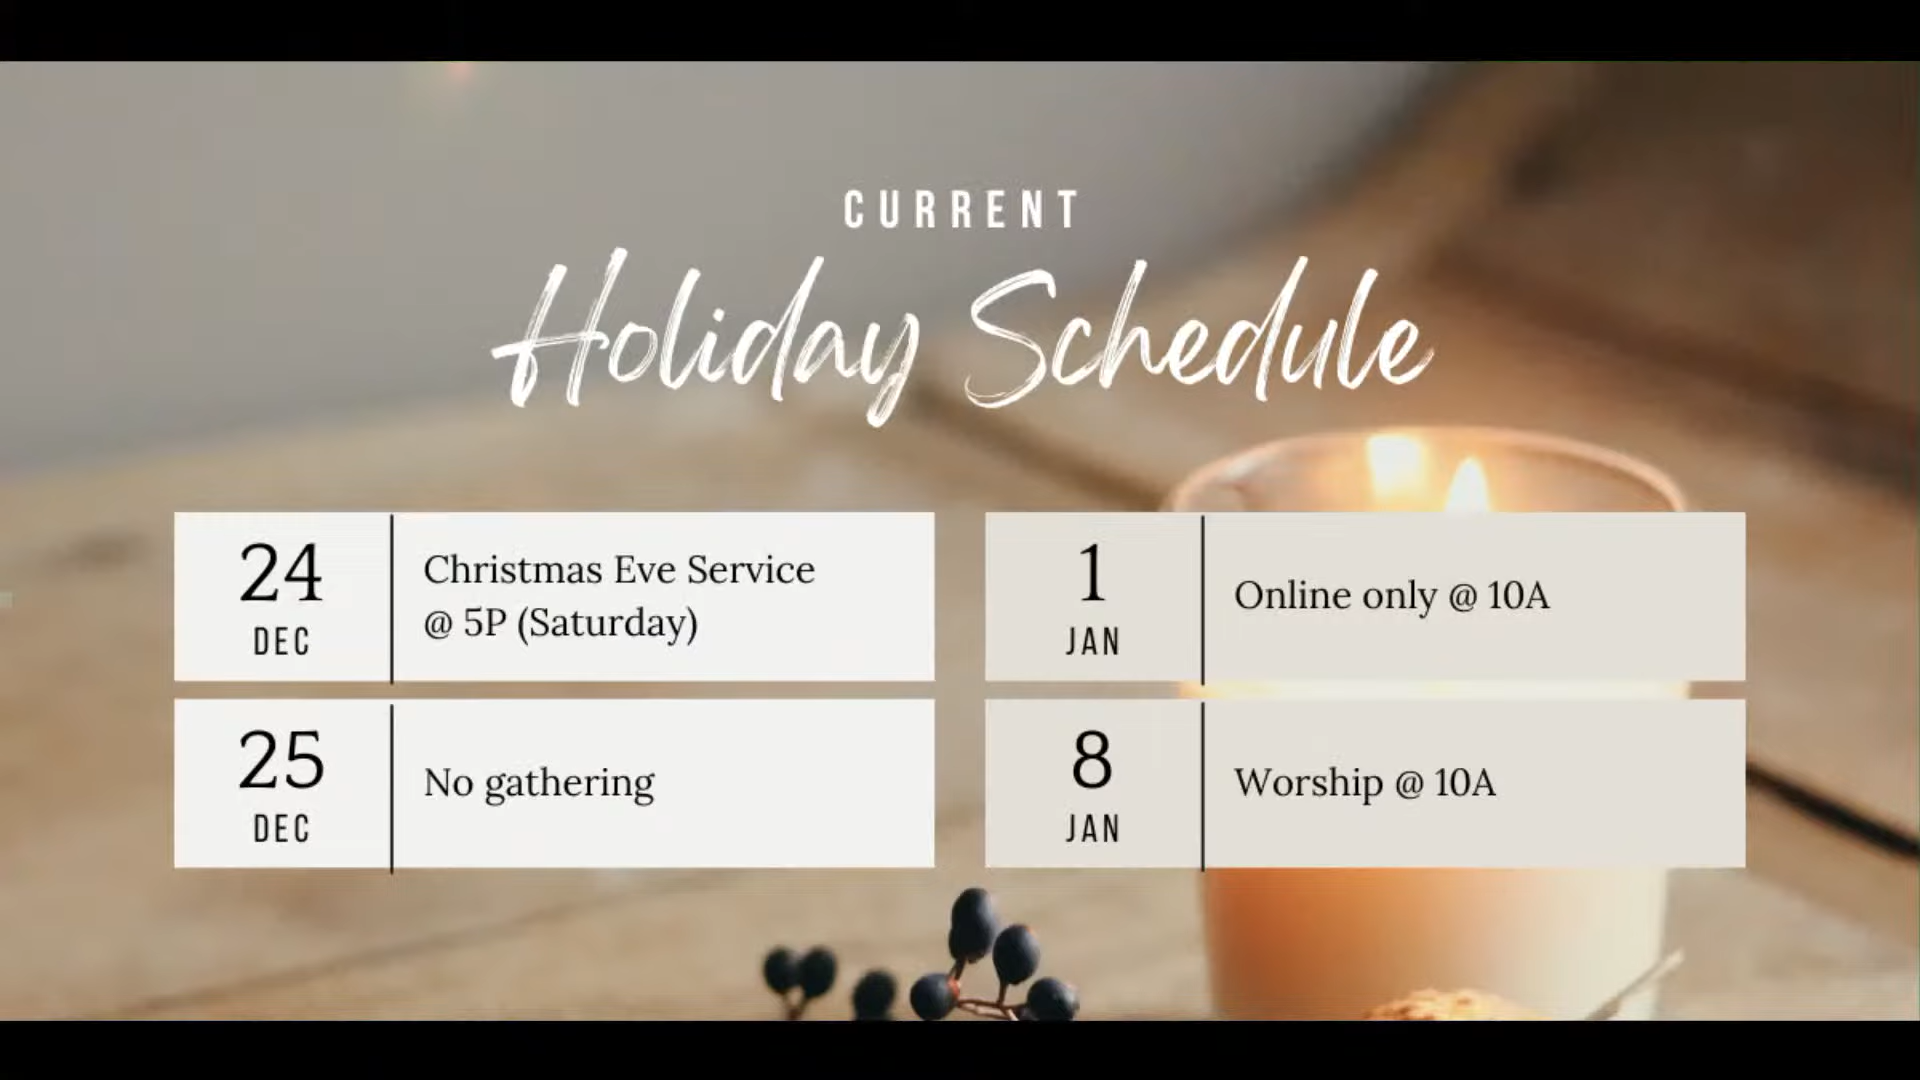 CURRENT
Holiday Schedule
24
DEC
Christmas Eve Service
@ 5P (Saturday)
25
DEC
No gathering
1
JAN
Online only @ 10A
8
JAN
Worship @ 10A